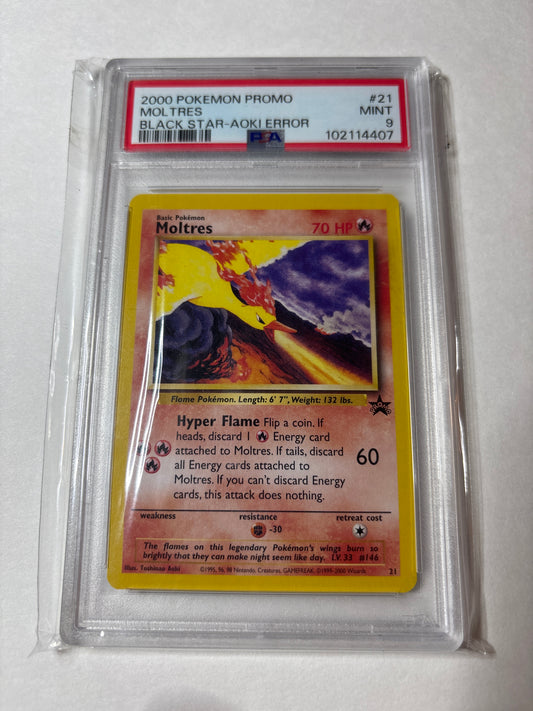 2000 POKEMON PROMO #21
MOLTRES MINT
BLACK STAR-AOKI ERROR 9
PSA 102114407
Basic Pokémon
Moltres 70 HP
Flame Pokémon. Length: 6' 7", Weight: 132 lbs.
PROMO
Hyper Flame Flip a coin. If
heads, discard 1 Energy card
attached to Moltres. If tails, discard
all Energy cards attached to
Moltres. If you can't discard Energy
cards, this attack does nothing.
60
weakness resistance retreat cost
-30
The flames on this legendary Pokémon's wings burn so
brightly that they can make night seem like day. LV. 33 #146
Illus. Toshinao Aoki ©1995, 96, 98 Nintendo, Creatures, GAMEFREAK. ©1999-2000 Wizards. 21